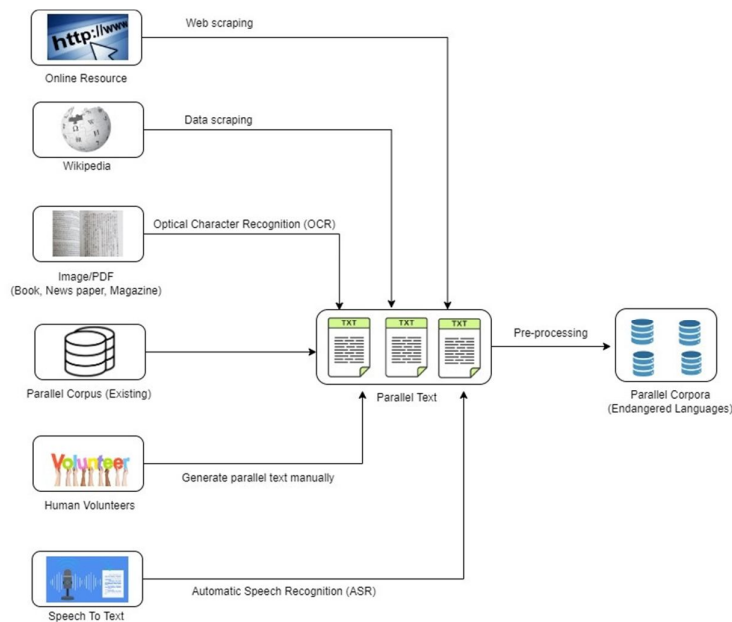 http://www
Web scraping
Online Resource
Data scraping
Wikipedia
Optical Character Recognition (OCR)
Image/PDF
(Book, News paper, Magazine)
TXT
TXT
TXT
Pre-processing
Parallel Corpus (Existing)
Parallel Text
Parallel Corpora
(Endangered Languages)
Volunteer
Generate parallel text manually
Human Volunteers
Automatic Speech Recognition (ASR)
Speech To Text